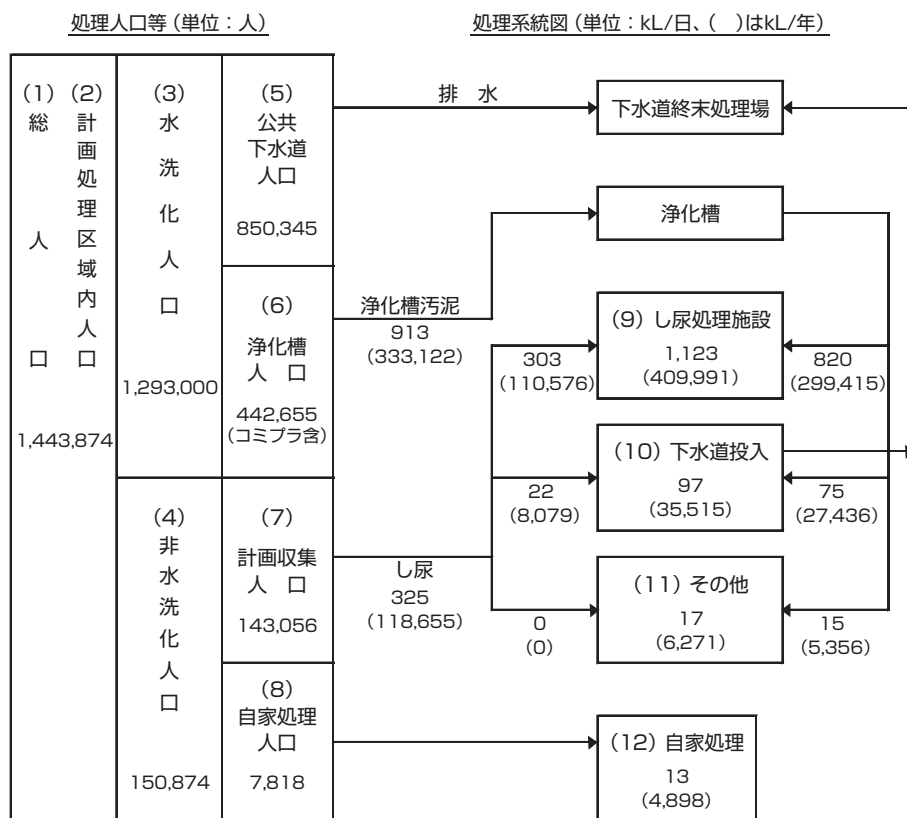 処理人口等（単位：人）
処理系統図（単位：kL/日、（　）はkL/年）
（1）
総人口
（2）
計画処理区域内人口
1,443,874
（3）
水洗化人口
1,293,000
（4）
非水洗化人口
150,874
（5）
公共
下水道
人口
850,345
（6）
浄化槽
人　口
442,655
（コミプラ含）
（7）
計画収集
人　口
143,056
（8）
自家処理
人口
7,818
排　水
下水道終末処理場
浄化槽
浄化槽汚泥
913
（333,122）
303
（110,576）
（9）し尿処理施設
1,123
（409,991）
820
（299,415）
22
（8,079）
（10）下水道投入
97
（35,515）
75
（27,436）
し尿
325
（118,655）
0
（0）
（11）その他
17
（6,271）
15
（5,356）
（12）自家処理
13
（4,898）